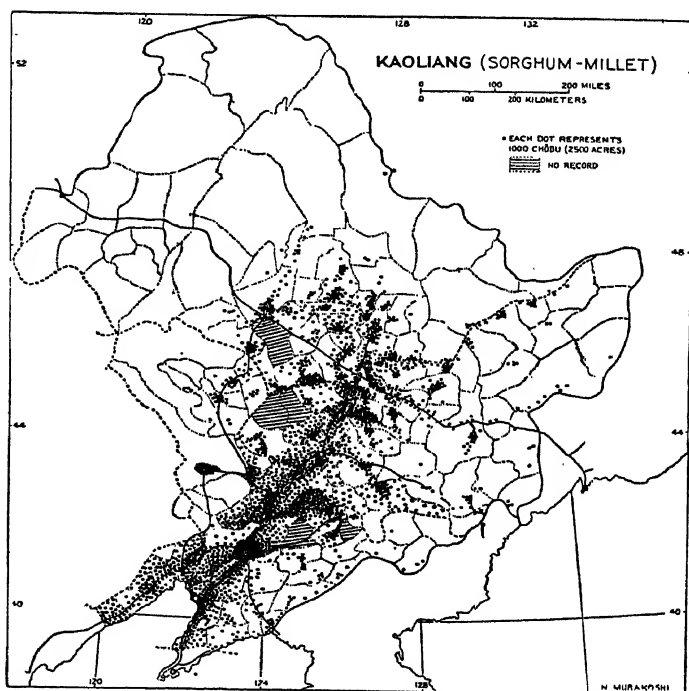 120
128
132
52
KAOLIANG (SORGHUM-MILLET)
0 100 200 MILES
0 100 200 KILOMETERS
• EACH DOT REPRESENTS
1000 CHŌBU (2500 ACRES)
NO RECORD
48
44
44
40
40
120
124
128
N MURAKOSHI